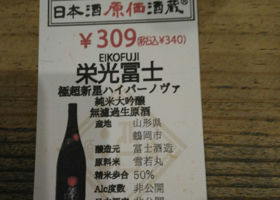 日本酒原価酒蔵®
￥309(税込¥340)
EIKOFUJI
栄光冨士
極超新星ハイパーノヴァ
純米大吟醸
無濾過生原酒
産地 山形県
鶴岡市
醸造元 冨士酒造
原料米 雪若丸
精米歩合 50%
Alc度数 非公開
非公開